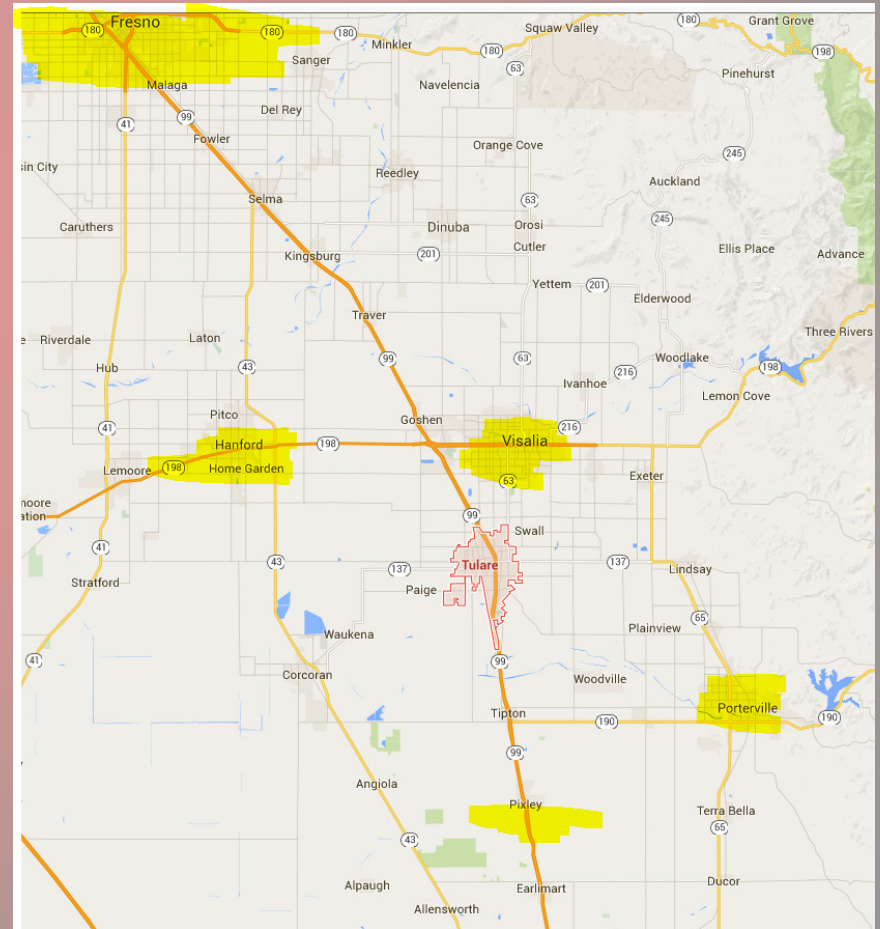 Fresno
180
180
180
180
Squaw Valley
Grant Grove
Minkler
180
198
Sanger
63
Pinehurst
Malaga
Navelencia
Del Rey
99
41
Fowler
Orange Cove
245
sin City
Reedley
Auckland
Selma
63
245
Caruthers
Dinuba
Orosi
Cutler
Ellis Place
Advance
Kingsburg
201
Yettem
201
Elderwood
Traver
Three Rivers
Riverdale
Laton
99
63
Woodlake
Hub
43
216
198
Ivanhoe
Lemon Cove
Pitco
Goshen
41
216
Hanford
198
Visalia
Lemoore
198
Home Garden
63
Exeter
moore
ation
99
Swall
41
43
137
Tulare
137
Lindsay
Stratford
Paige
65
Waukena
Plainview
41
99
Corcoran
Woodville
Tipton
190
Porterville
190
99
Angiola
Pixley
Terra Bella
43
65
Alpaugh
Earlimart
Ducor
Allensworth